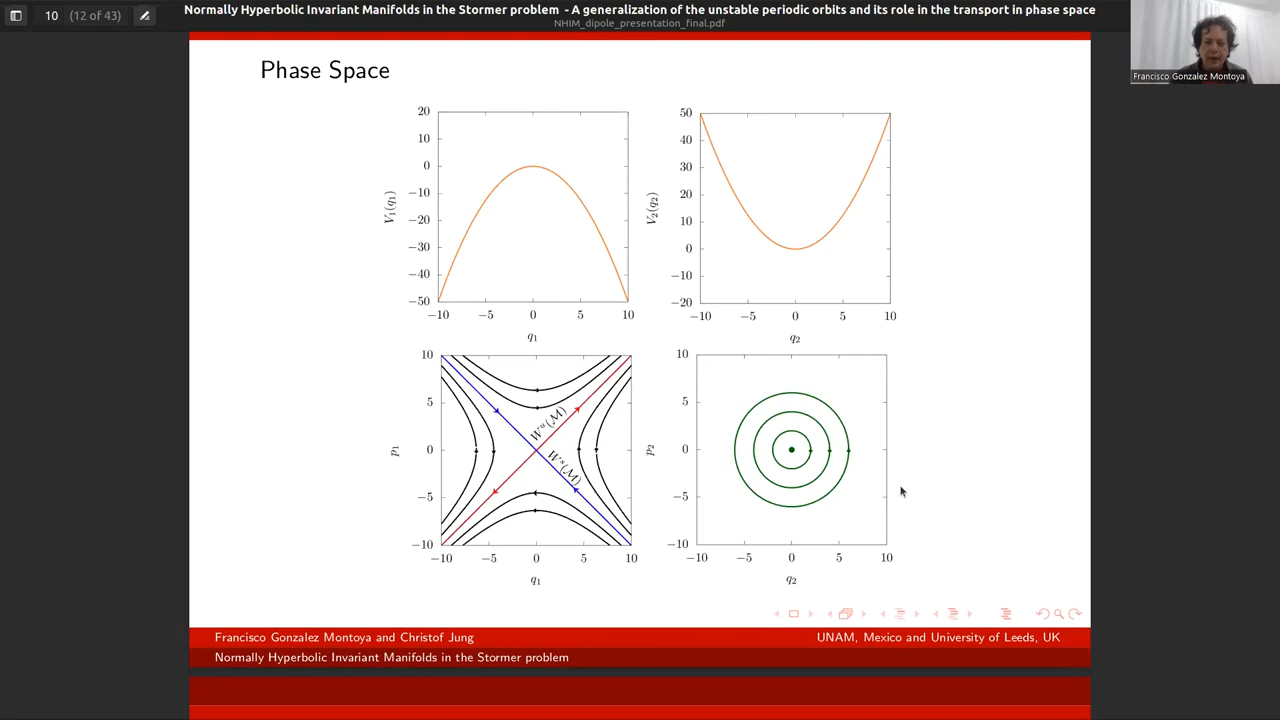 10 (12 of 43)
Normally Hyperbolic Invariant Manifolds in the Stormer problem - A generalization of the unstable periodic orbits and its role in the transport in phase space
NHIM_dipole_presentation_final.pdf
Francisco Gonzalez Montoya
Phase Space
20
10
0
−10
−20
−30
−40
−50
V₁(q₁)
−10 −5 0 5 10
q₁
50
40
30
20
10
0
−10
−20
V₂(q₂)
−10 −5 0 5 10
q₂
10
5
0
−5
−10
p₁
Wᵘ(ℳ)
Wˢ(ℳ)
−10 −5 0 5 10
q₁
10
5
0
−5
−10
p₂
−10 −5 0 5 10
q₂
Francisco Gonzalez Montoya and Christof Jung
UNAM, Mexico and University of Leeds, UK
Normally Hyperbolic Invariant Manifolds in the Stormer problem